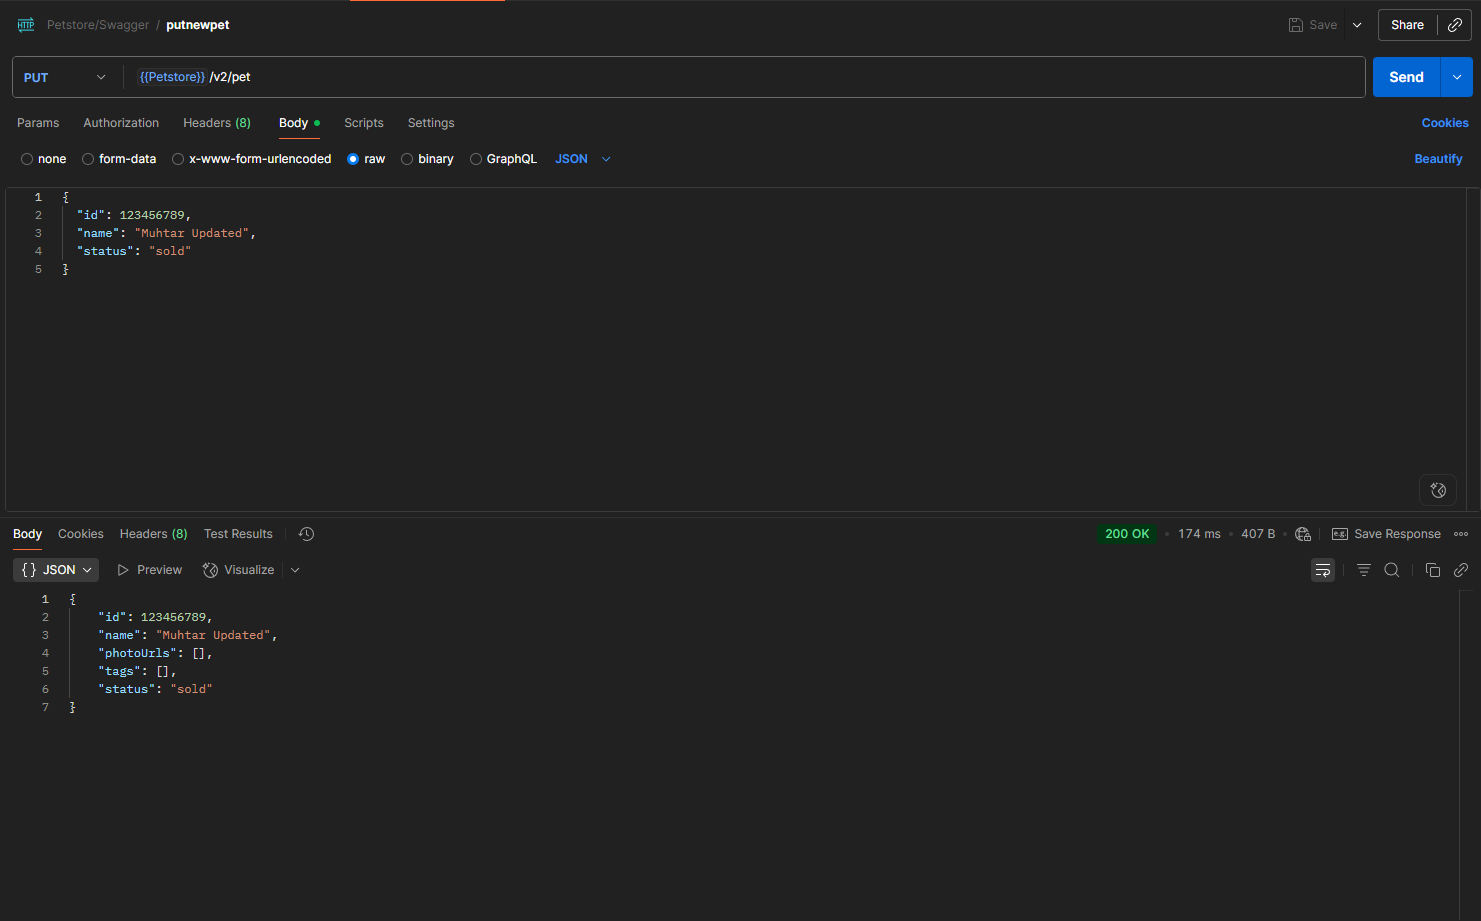 HTTP Petstore/Swagger / putnewpet Save Share
PUT {{Petstore}} /v2/pet Send
Params Authorization Headers (8) Body Scripts Settings Cookies
none form-data x-www-form-urlencoded raw binary GraphQL JSON Beautify
1 {
2 "id": 123456789,
3 "name": "Muhtar Updated",
4 "status": "sold"
5 }
Body Cookies Headers (8) Test Results 200 OK • 174 ms • 407 B • e.g. Save Response
{} JSON Preview Visualize
1 {
2 "id": 123456789,
3 "name": "Muhtar Updated",
4 "photoUrls": [],
5 "tags": [],
6 "status": "sold"
7 }